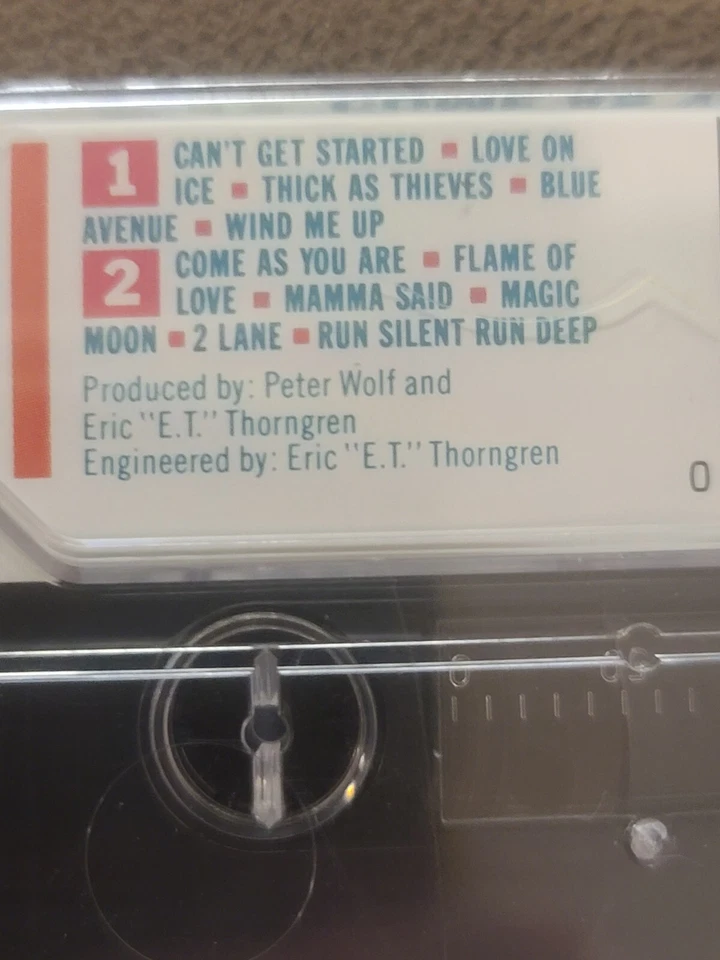 1 CAN'T GET STARTED ▪ LOVE ON
ICE ▪ THICK AS THIEVES ▪ BLUE
AVENUE ▪ WIND ME UP
2 COME AS YOU ARE ▪ FLAME OF
LOVE ▪ MAMMA SAID ▪ MAGIC
MOON ▪ 2 LANE ▪ RUN SILENT RUN DEEP
Produced by: Peter Wolf and
Eric "E.T." Thorngren
Engineered by: Eric "E.T." Thorngren
0
0
50